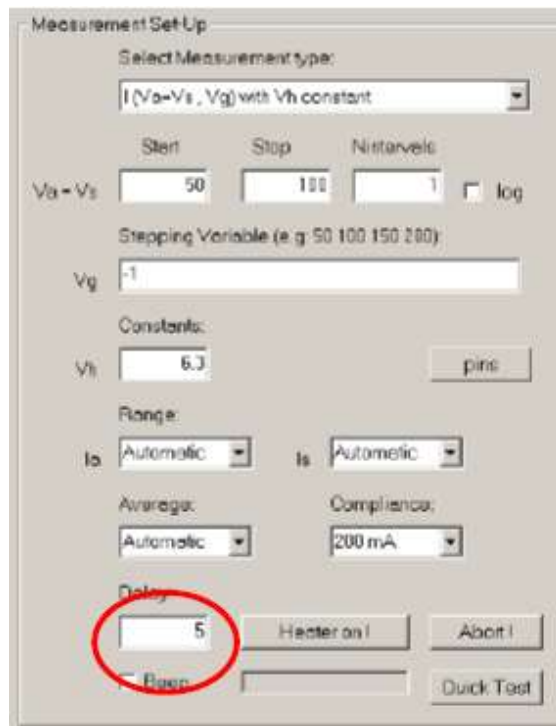 Measurement Set-Up
Select Measurement type:
I (Va=Vs , Vg) with Vh constant
Start Stop Nintervals
Va = Vs 50 100 1 log
Stepping Variable (e.g. 50 100 150 200):
Vg -1
Constants:
Vh 6.3 pins
Range:
Ia Automatic Is Automatic
Average: Compliance:
Automatic 200 mA
Delay:
5 Heater on ! Abort !
Beep Quick Test